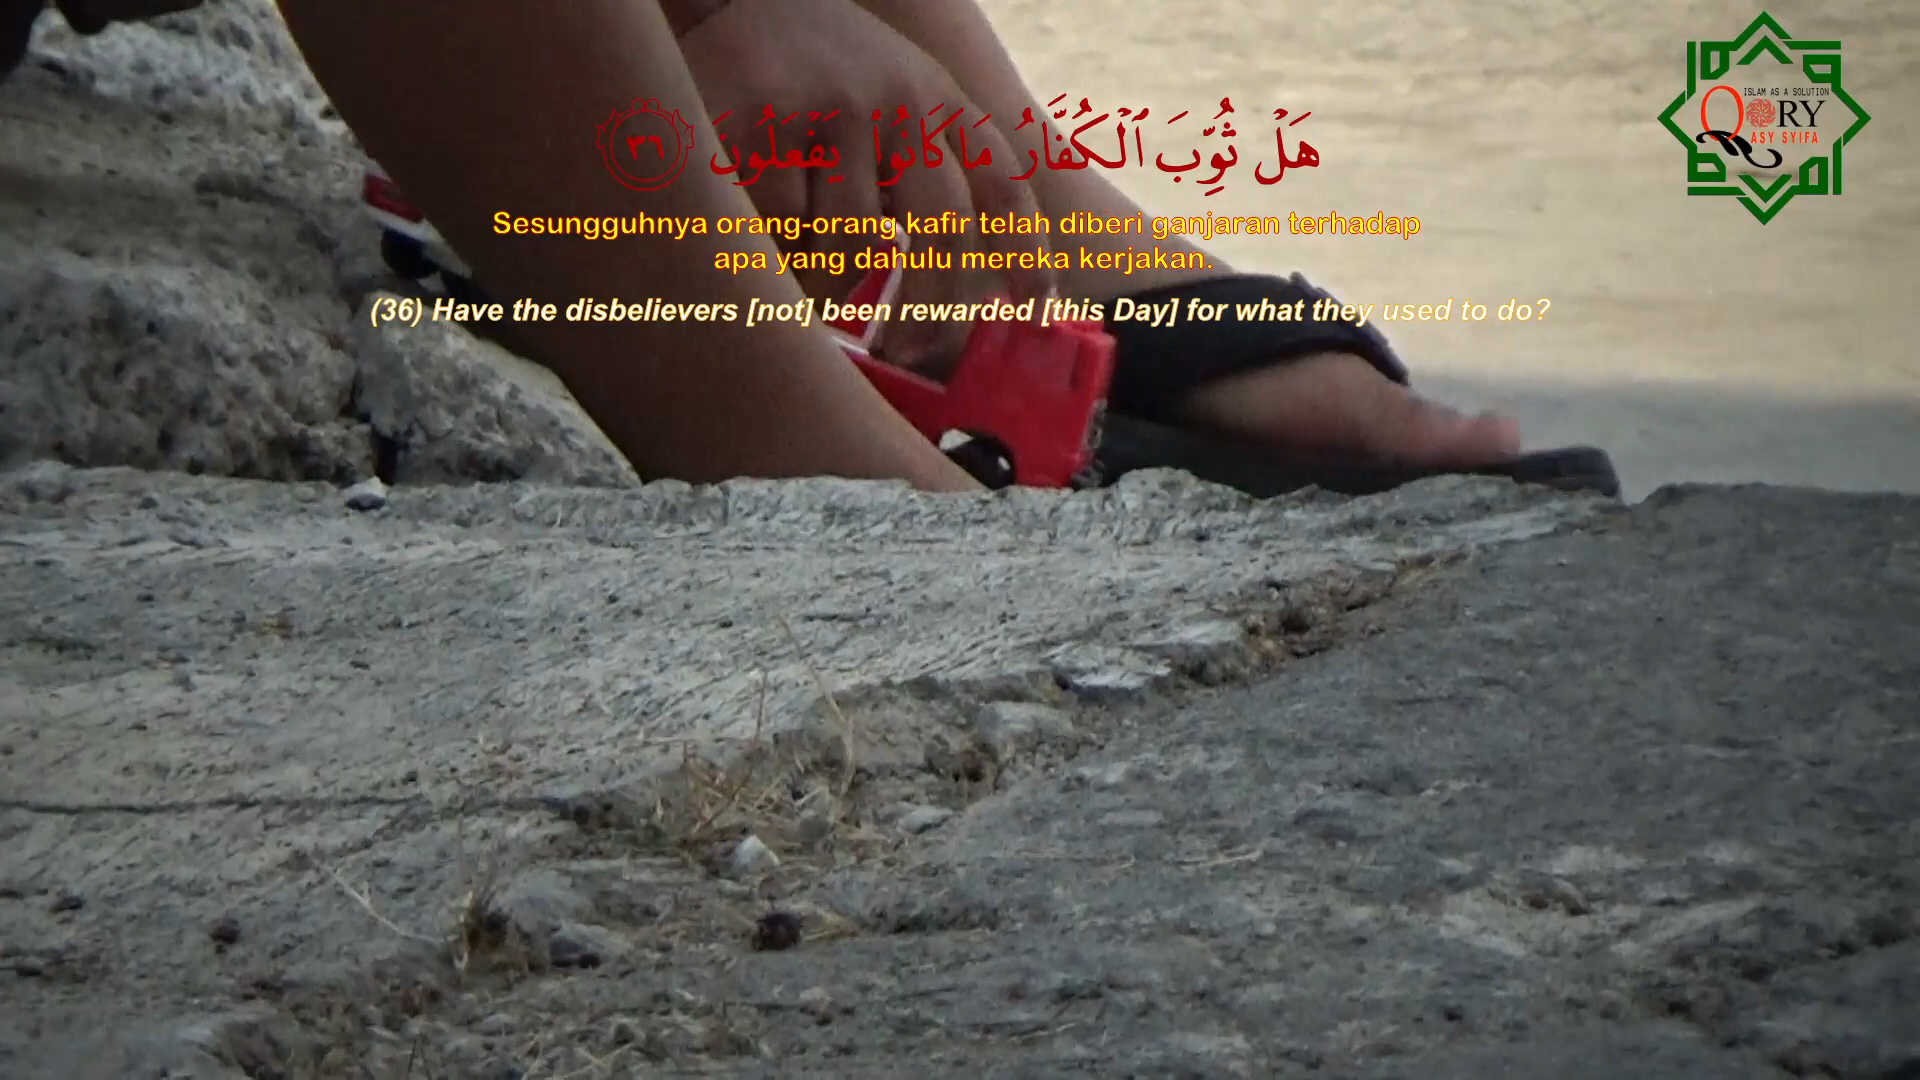 هَلْ ثُوِّبَ ٱلْكُفَّارُ مَا كَانُوا۟ يَفْعَلُونَ ٣٦
Sesungguhnya orang-orang kafir telah diberi ganjaran terhadap
apa yang dahulu mereka kerjakan.
(36) Have the disbelievers [not] been rewarded [this Day] for what they used to do?
ISLAM AS A SOLUTION
QORY
ASY SYIFA